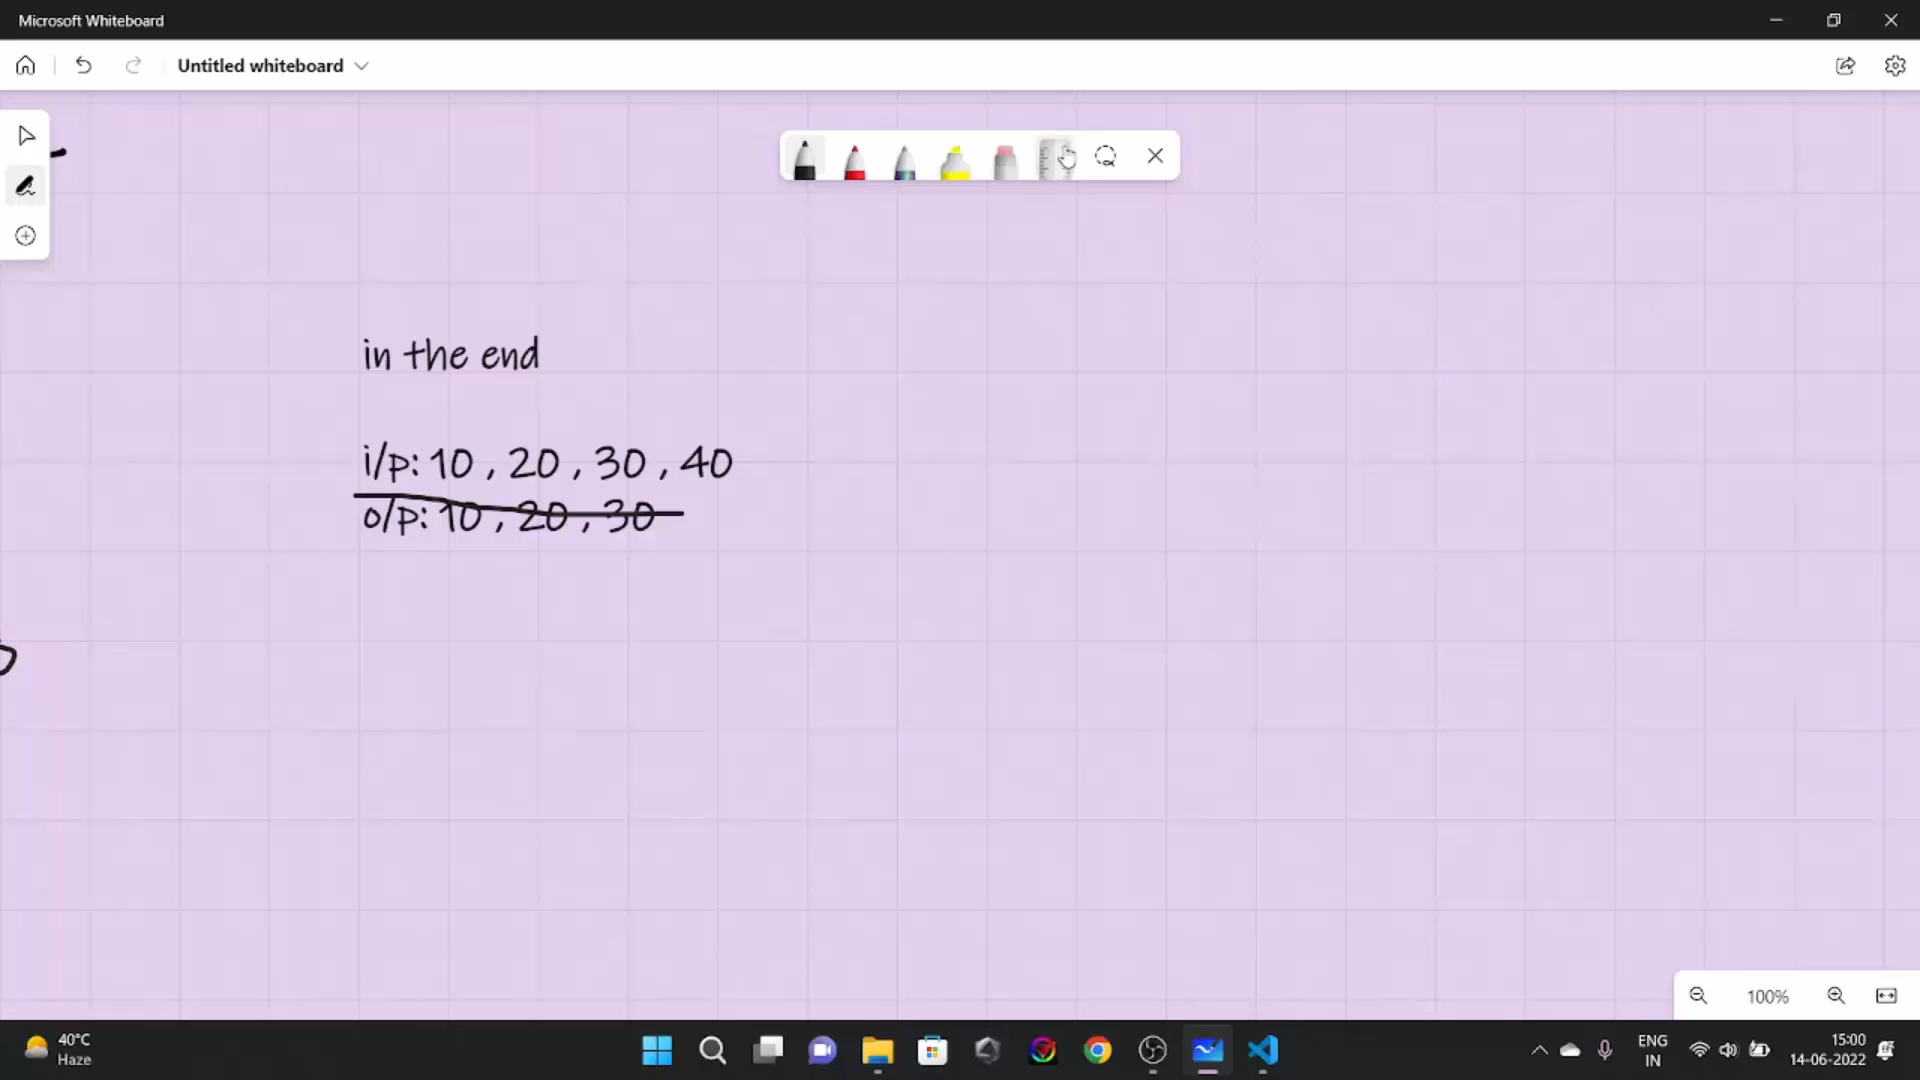 Microsoft Whiteboard
Untitled whiteboard
in the end
i/p: 10 , 20 , 30 , 40
o/p: 10 , 20 , 30
100%
40°C
Haze
ENG
IN
15:00
14-06-2022